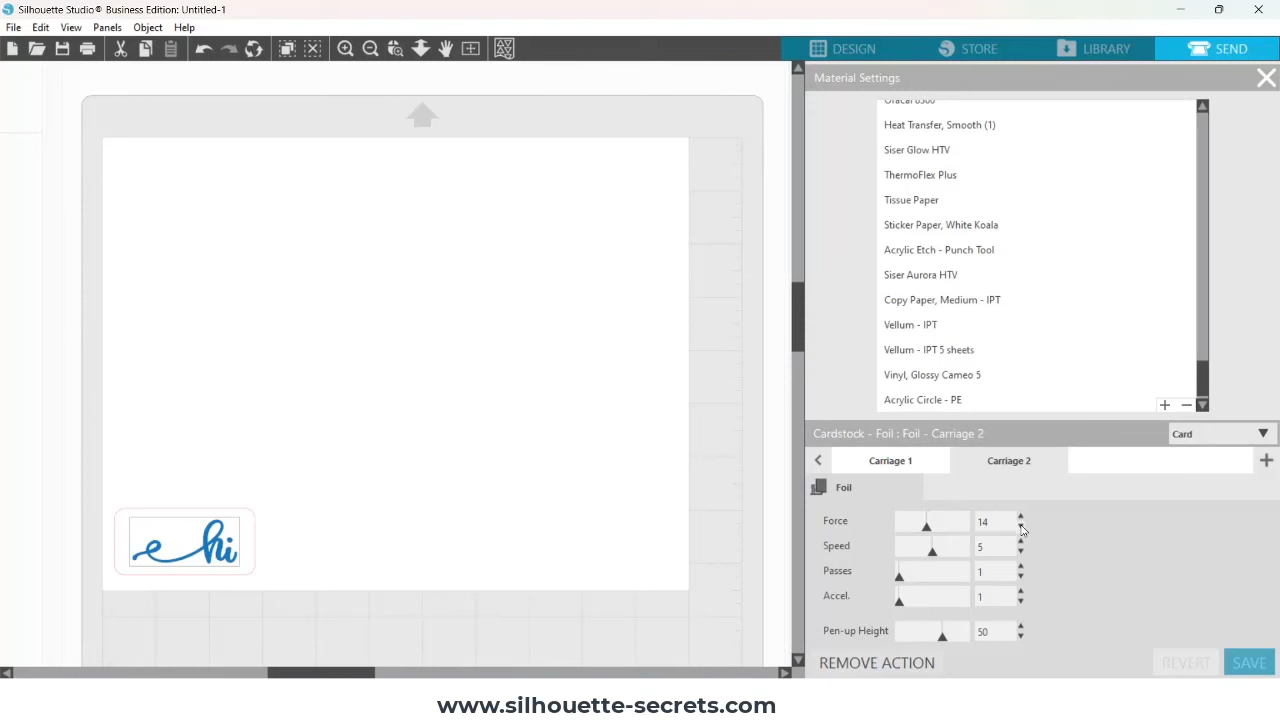 Silhouette Studio® Business Edition: Untitled-1
File Edit View Panels Object Help
DESIGN STORE LIBRARY SEND
Material Settings
Oracal 8300
Heat Transfer, Smooth (1)
Siser Glow HTV
ThermoFlex Plus
Tissue Paper
Sticker Paper, White Koala
Acrylic Etch - Punch Tool
Siser Aurora HTV
Copy Paper, Medium - IPT
Vellum - IPT
Vellum - IPT 5 sheets
Vinyl, Glossy Cameo 5
Acrylic Circle - PE
Cardstock - Foil : Foil - Carriage 2 Card
Carriage 1 Carriage 2
Foil
Force 14
Speed 5
Passes 1
Accel. 1
Pen-up Height 50
REMOVE ACTION REVERT SAVE
hi
www.silhouette-secrets.com